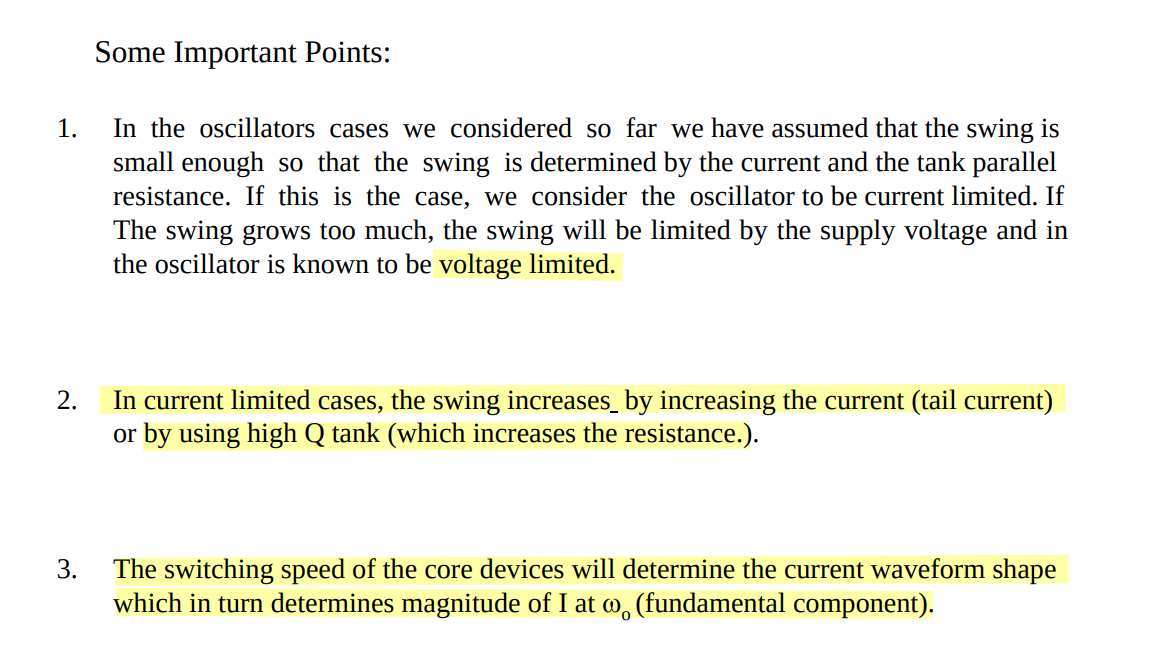 Some Important Points:
1. In the oscillators cases we considered so far we have assumed that the swing is
small enough so that the swing is determined by the current and the tank parallel
resistance. If this is the case, we consider the oscillator to be current limited. If
The swing grows too much, the swing will be limited by the supply voltage and in
the oscillator is known to be voltage limited.
2. In current limited cases, the swing increases_ by increasing the current (tail current)
or by using high Q tank (which increases the resistance.).
3. The switching speed of the core devices will determine the current waveform shape
which in turn determines magnitude of I at ωₒ (fundamental component).